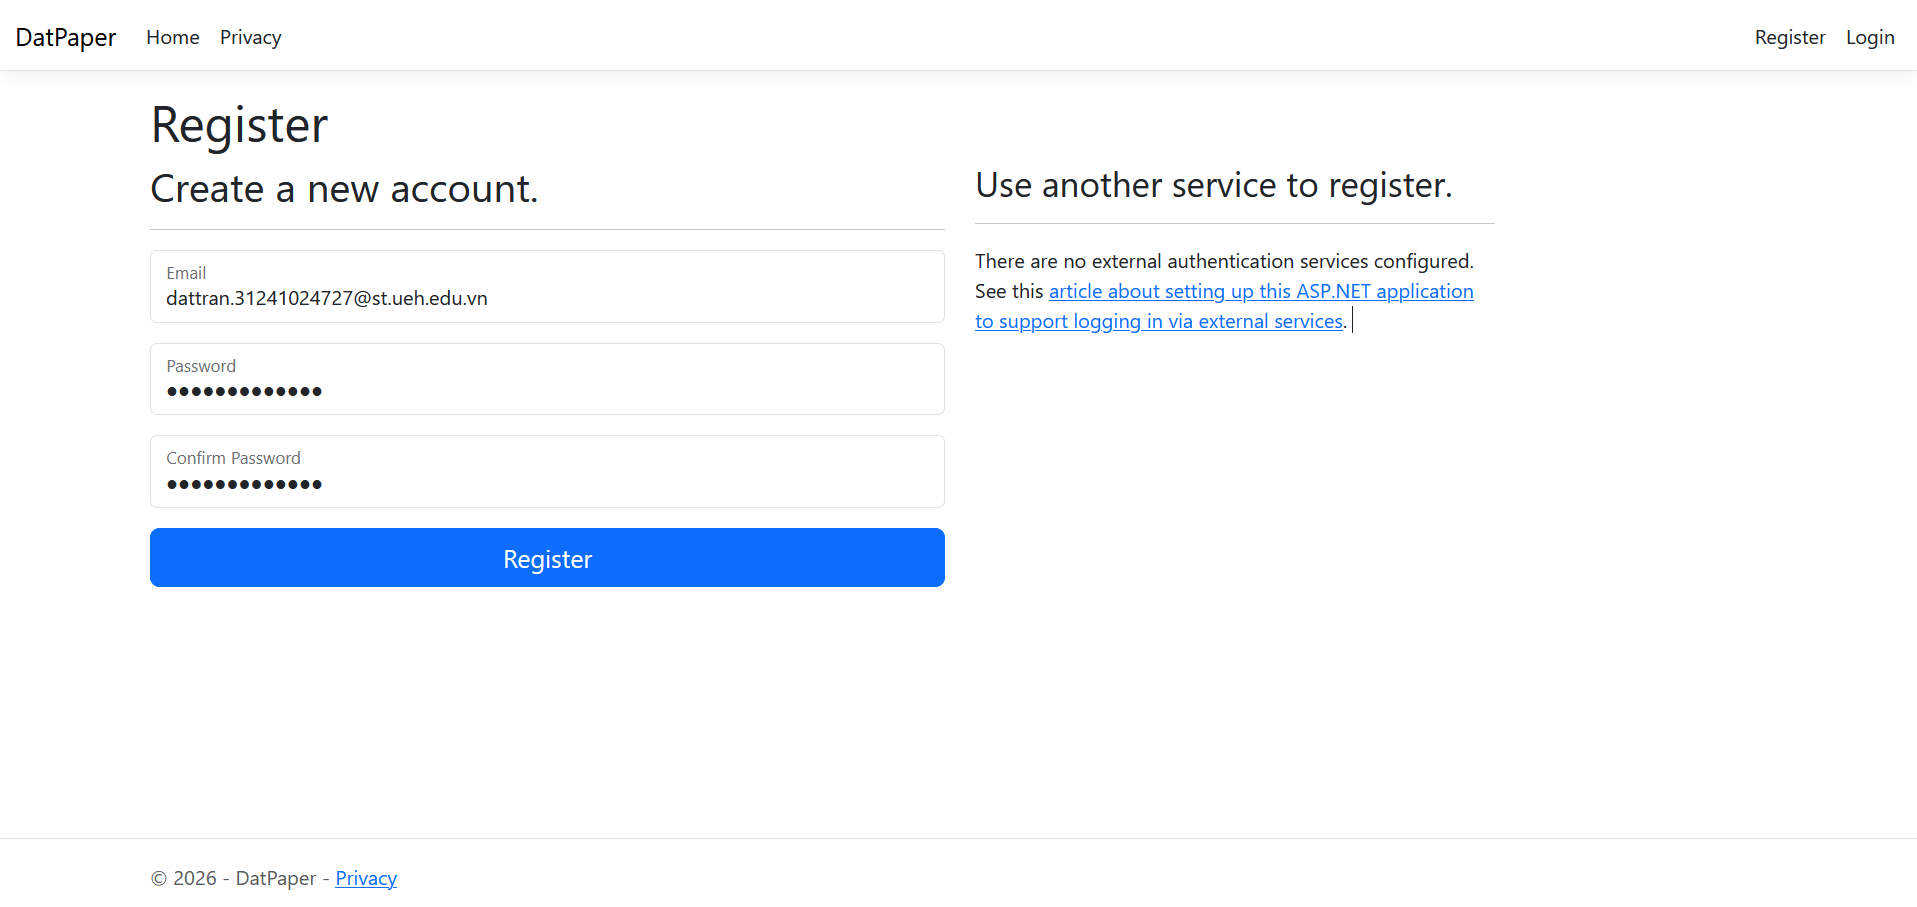 DatPaper Home Privacy Register Login
Register
Create a new account.
Email
dattran.31241024727@st.ueh.edu.vn
Password
●●●●●●●●●●●●●
Confirm Password
●●●●●●●●●●●●●
Register
Use another service to register.
There are no external authentication services configured.
See this article about setting up this ASP.NET application
to support logging in via external services.
© 2026 - DatPaper - Privacy